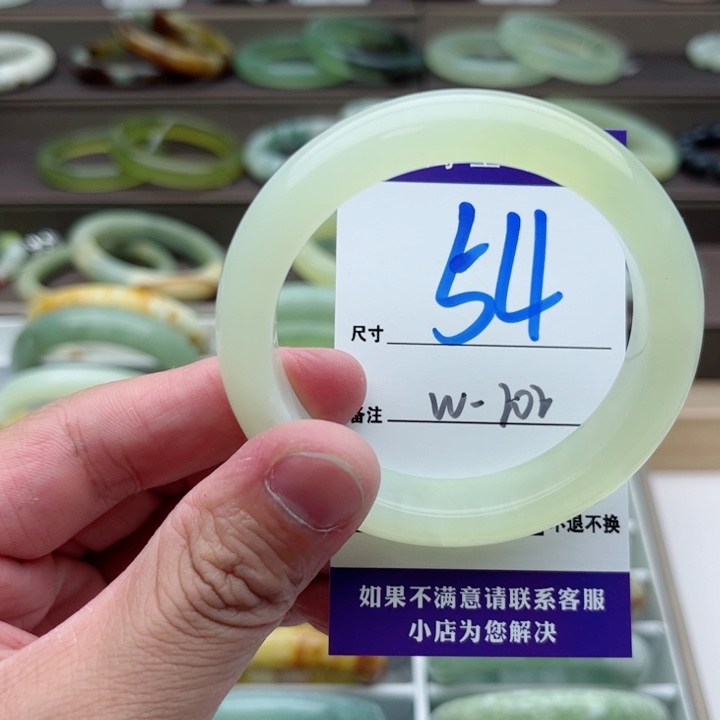 尺寸 54
备注 W-202
不退不换
如果不满意请联系客服
小店为您解决